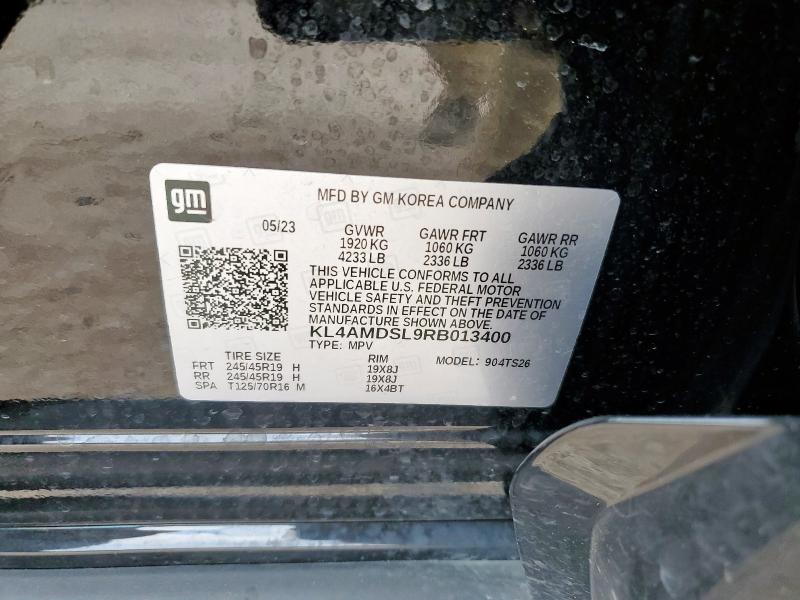 gm
MFD BY GM KOREA COMPANY
05/23 GVWR GAWR FRT GAWR RR
1920 KG 1060 KG 1060 KG
4233 LB 2336 LB 2336 LB
THIS VEHICLE CONFORMS TO ALL
APPLICABLE U.S. FEDERAL MOTOR
VEHICLE SAFETY AND THEFT PREVENTION
STANDARDS IN EFFECT ON THE DATE OF
MANUFACTURE SHOWN ABOVE.
KL4AMDSL9RB013400
TYPE: MPV
TIRE SIZE RIM MODEL: 904TS26
FRT 245/45R19 H 19X8J
RR 245/45R19 H 19X8J
SPA T125/70R16 M 16X4BT